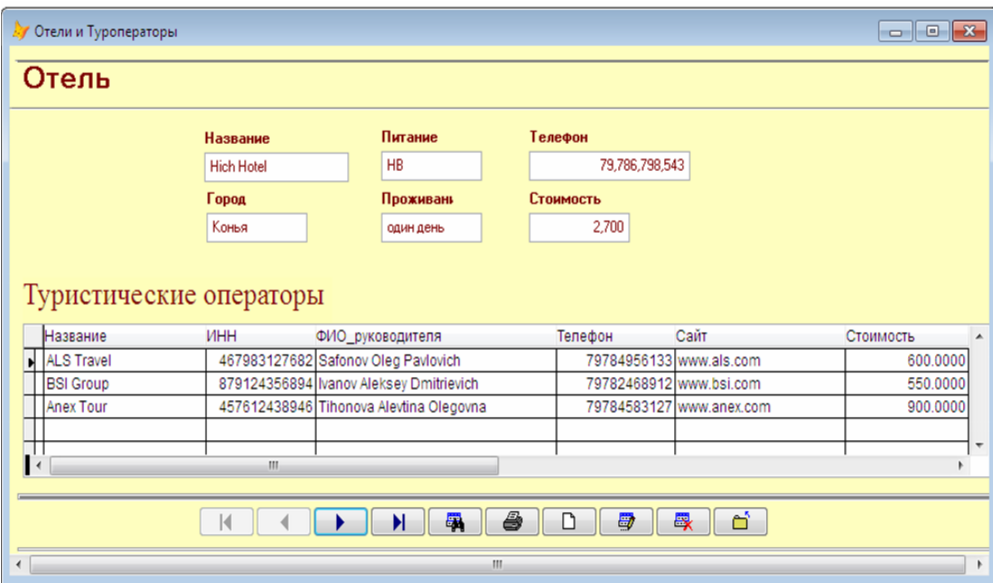 Отели и Туроператоры
Отель
Название Питание Телефон
Hich Hotel HB 79,786,798,543
Город Проживани Стоимость
Конья один день 2,700
Туристические операторы
Название ИНН ФИО_руководителя Телефон Сайт Стоимость
ALS Travel 467983127682 Safonov Oleg Pavlovich 79784956133 www.als.com 600.0000
BSI Group 879124356894 Ivanov Aleksey Dmitrievich 79782468912 www.bsi.com 550.0000
Anex Tour 457612438946 Tihonova Alevtina Olegovna 79784583127 www.anex.com 900.0000